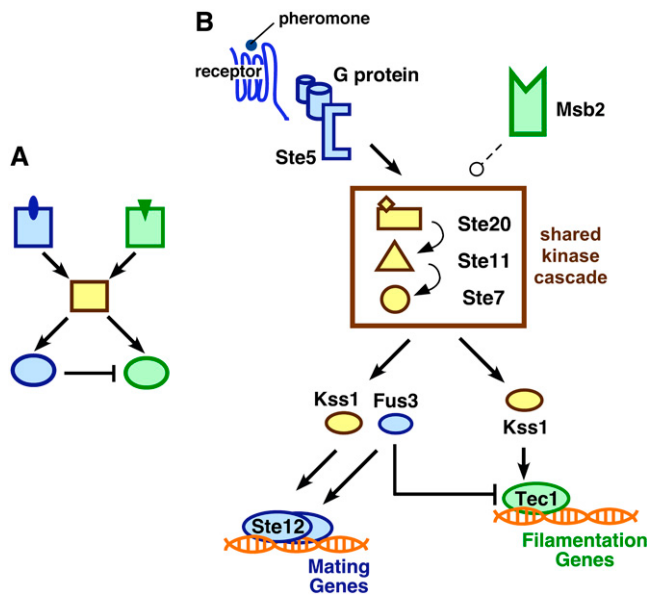 B
pheromone
receptor
G protein
Ste5
Msb2
A
Ste20
Ste11
Ste7
shared
kinase
cascade
Kss1
Fus3
Kss1
Ste12
Tec1
Mating
Genes
Filamentation
Genes